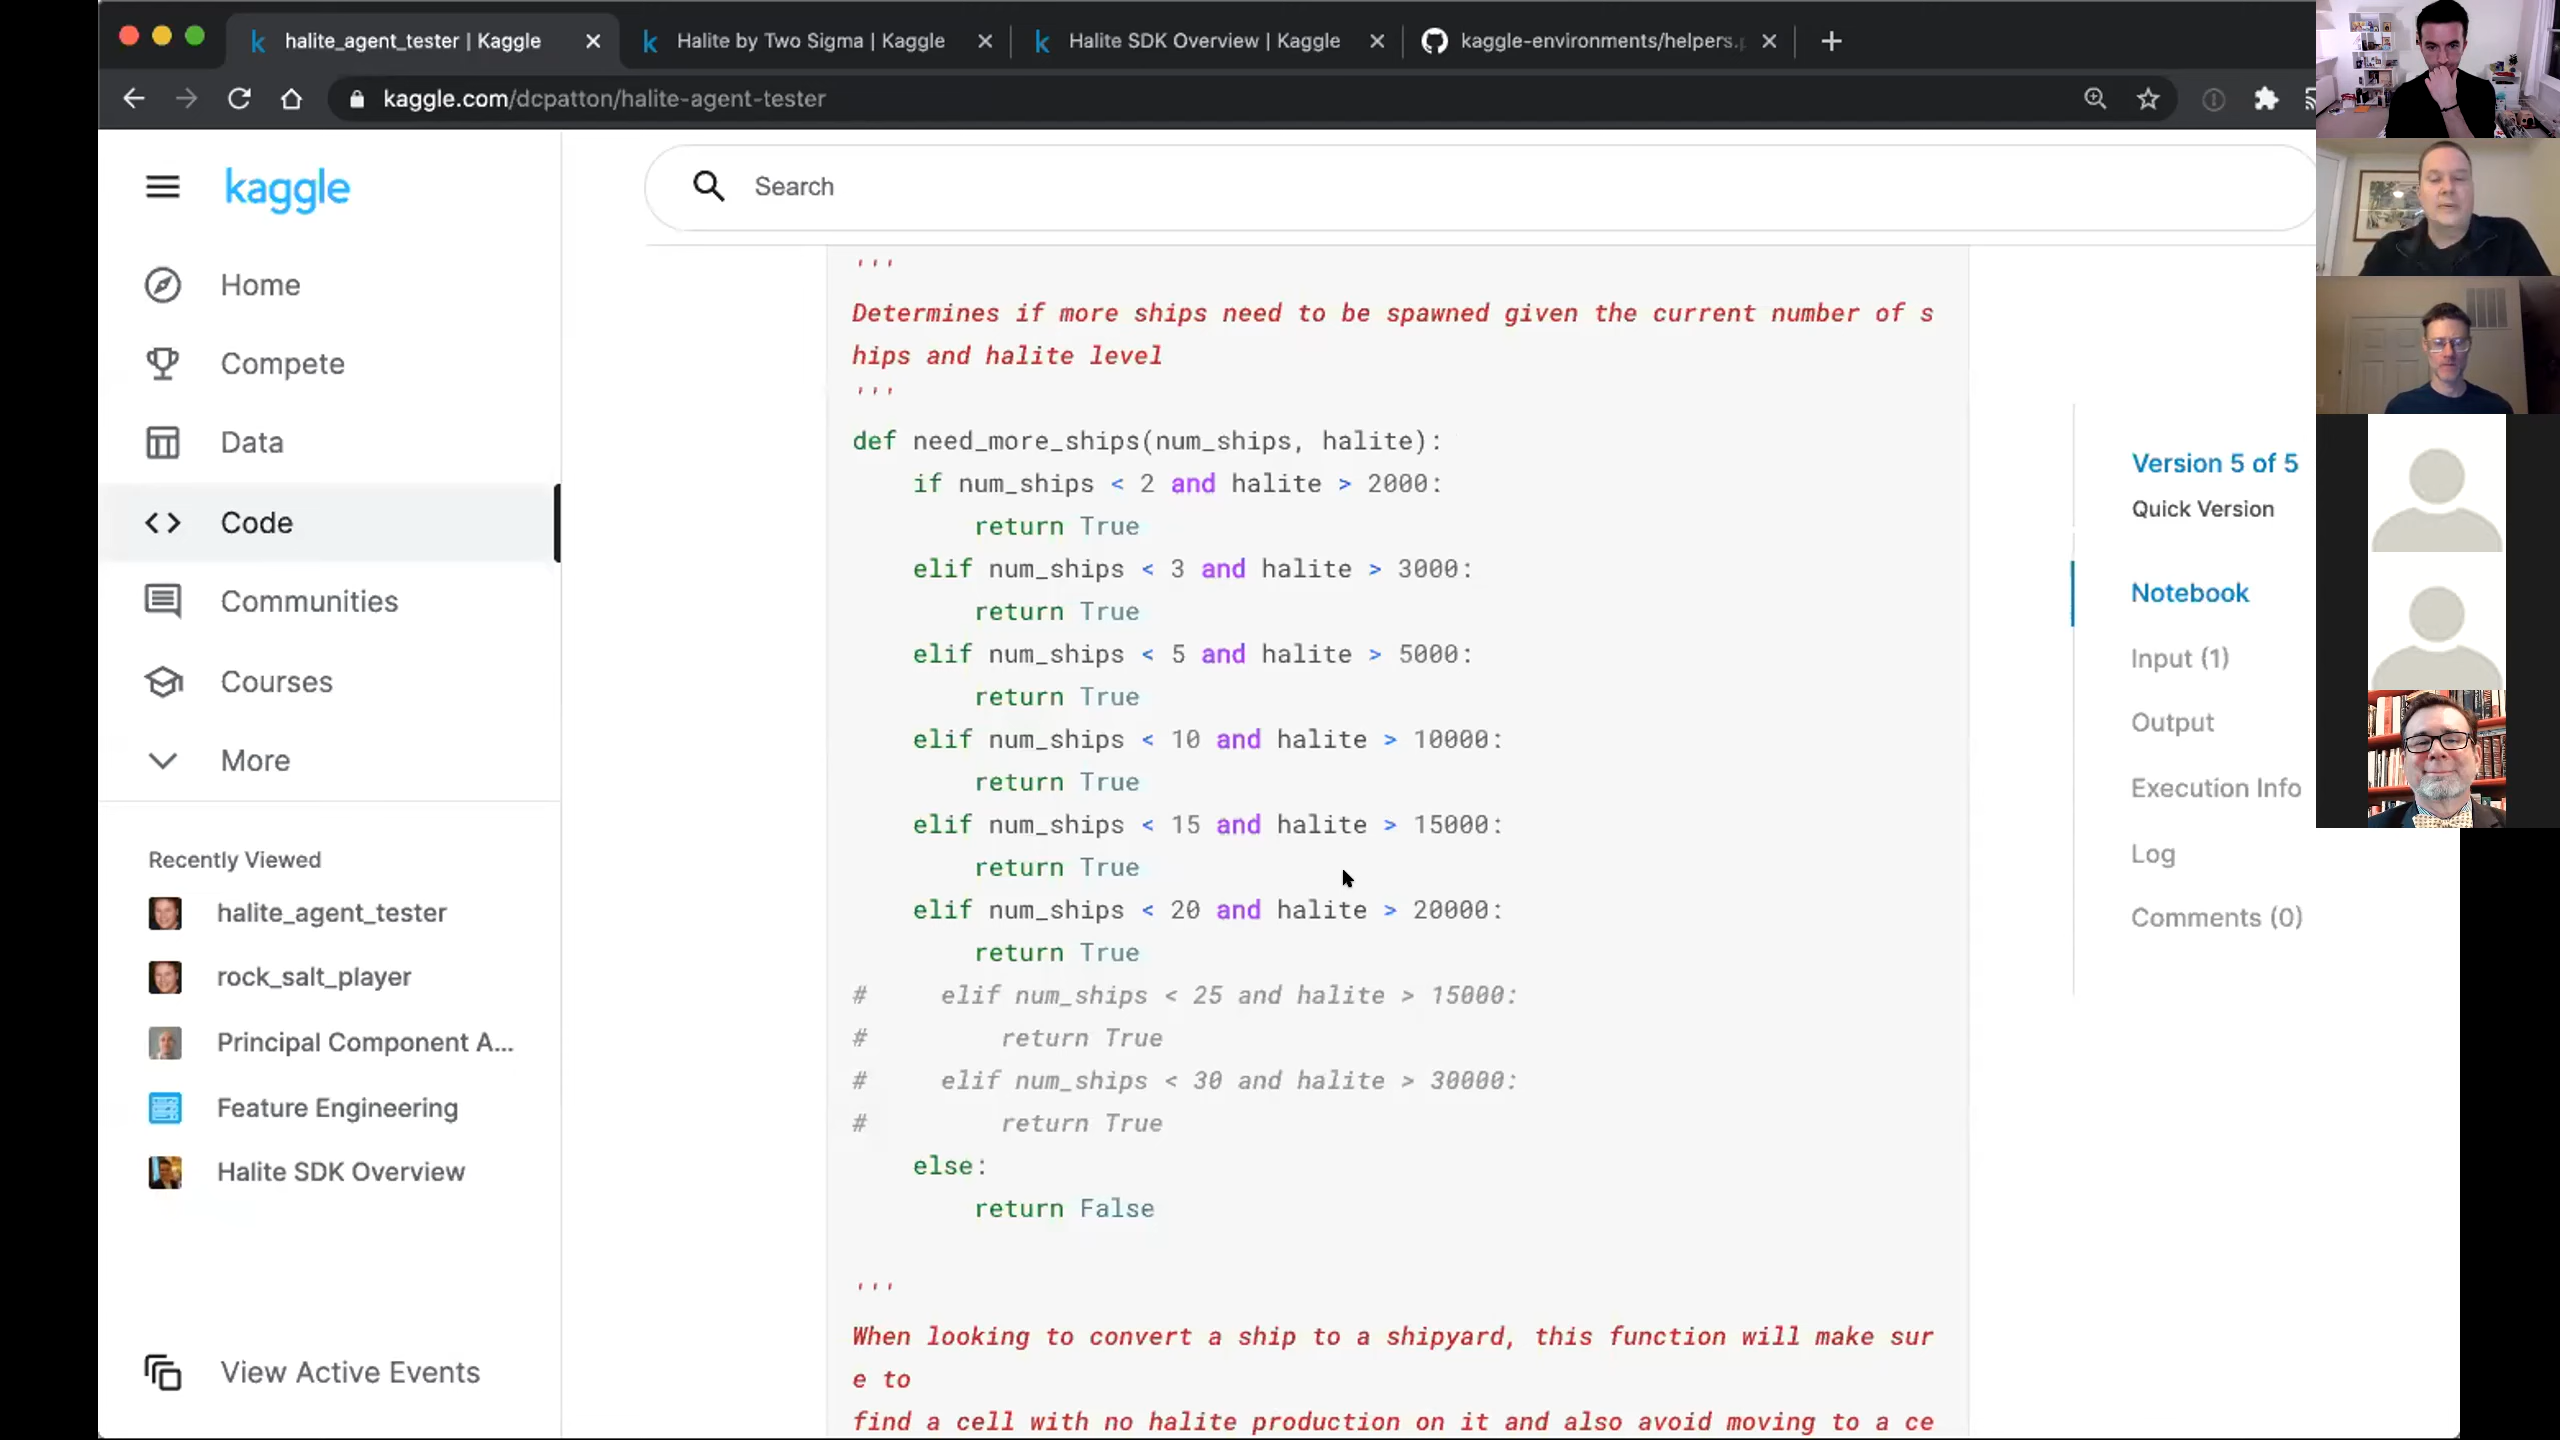 halite_agent_tester | Kaggle
Halite by Two Sigma | Kaggle
Halite SDK Overview | Kaggle
kaggle-environments/helpers.
kaggle.com/dcpatton/halite-agent-tester
kaggle
Search
Home
Compete
Data
Code
Communities
Courses
More
Recently Viewed
halite_agent_tester
rock_salt_player
Principal Component A...
Feature Engineering
Halite SDK Overview
View Active Events
'''
Determines if more ships need to be spawned given the current number of s
hips and halite level
'''
def need_more_ships(num_ships, halite):
    if num_ships < 2 and halite > 2000:
        return True
    elif num_ships < 3 and halite > 3000:
        return True
    elif num_ships < 5 and halite > 5000:
        return True
    elif num_ships < 10 and halite > 10000:
        return True
    elif num_ships < 15 and halite > 15000:
        return True
    elif num_ships < 20 and halite > 20000:
        return True
#     elif num_ships < 25 and halite > 15000:
#         return True
#     elif num_ships < 30 and halite > 30000:
#         return True
    else:
        return False
'''
When looking to convert a ship to a shipyard, this function will make sur
e to
find a cell with no halite production on it and also avoid moving to a ce
Version 5 of 5
Quick Version
Notebook
Input (1)
Output
Execution Info
Log
Comments (0)